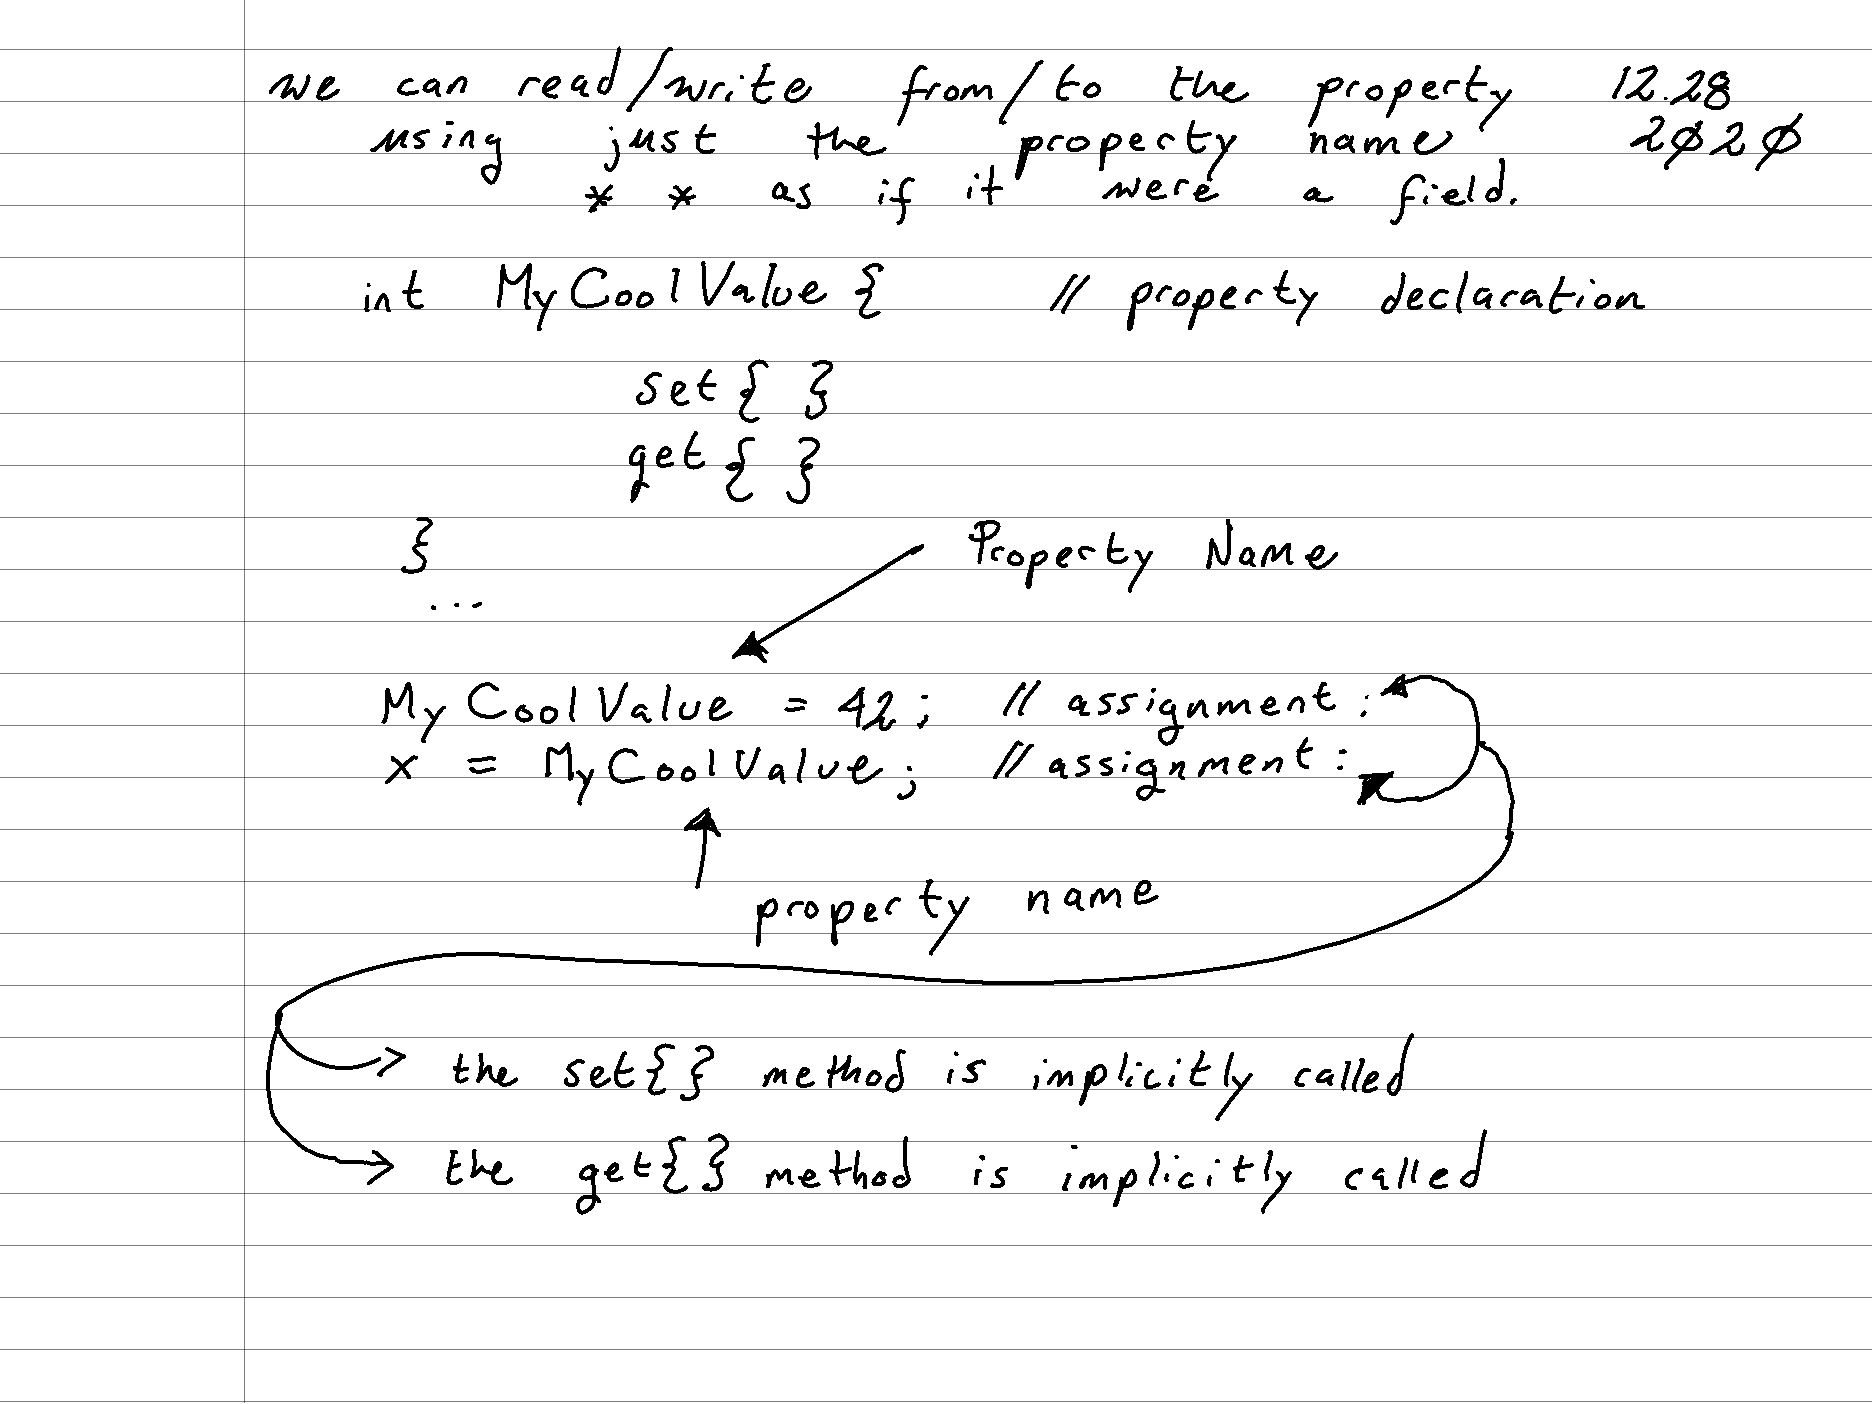 we can read/write from/to the property 12.28
using just the property name 2020
* * as if it were a field.
int MyCoolValue { // property declaration
set{ }
get{ }
}
...
Property Name
MyCoolValue = 42; // assignment:
x = MyCoolValue; // assignment:
property name
the set{} method is implicitly called
the get{} method is implicitly called